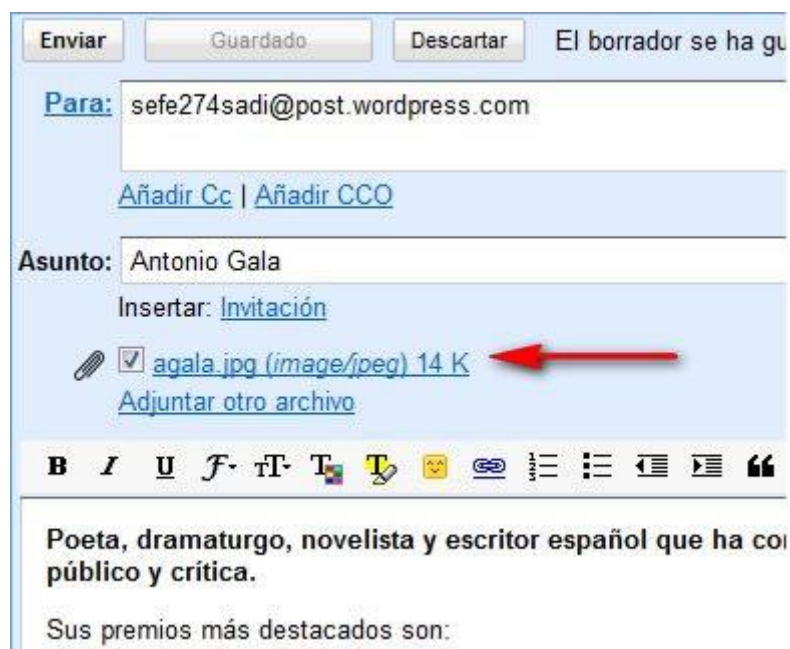 Enviar Guardado Descartar El borrador se ha gu
Para: sefe274sadi@post.wordpress.com
Añadir Cc | Añadir CCO
Asunto: Antonio Gala
Insertar: Invitación
agala.jpg (image/jpeg) 14 K
Adjuntar otro archivo
B I U F T T T T
Poeta, dramaturgo, novelista y escritor español que ha co
público y crítica.
Sus premios más destacados son: